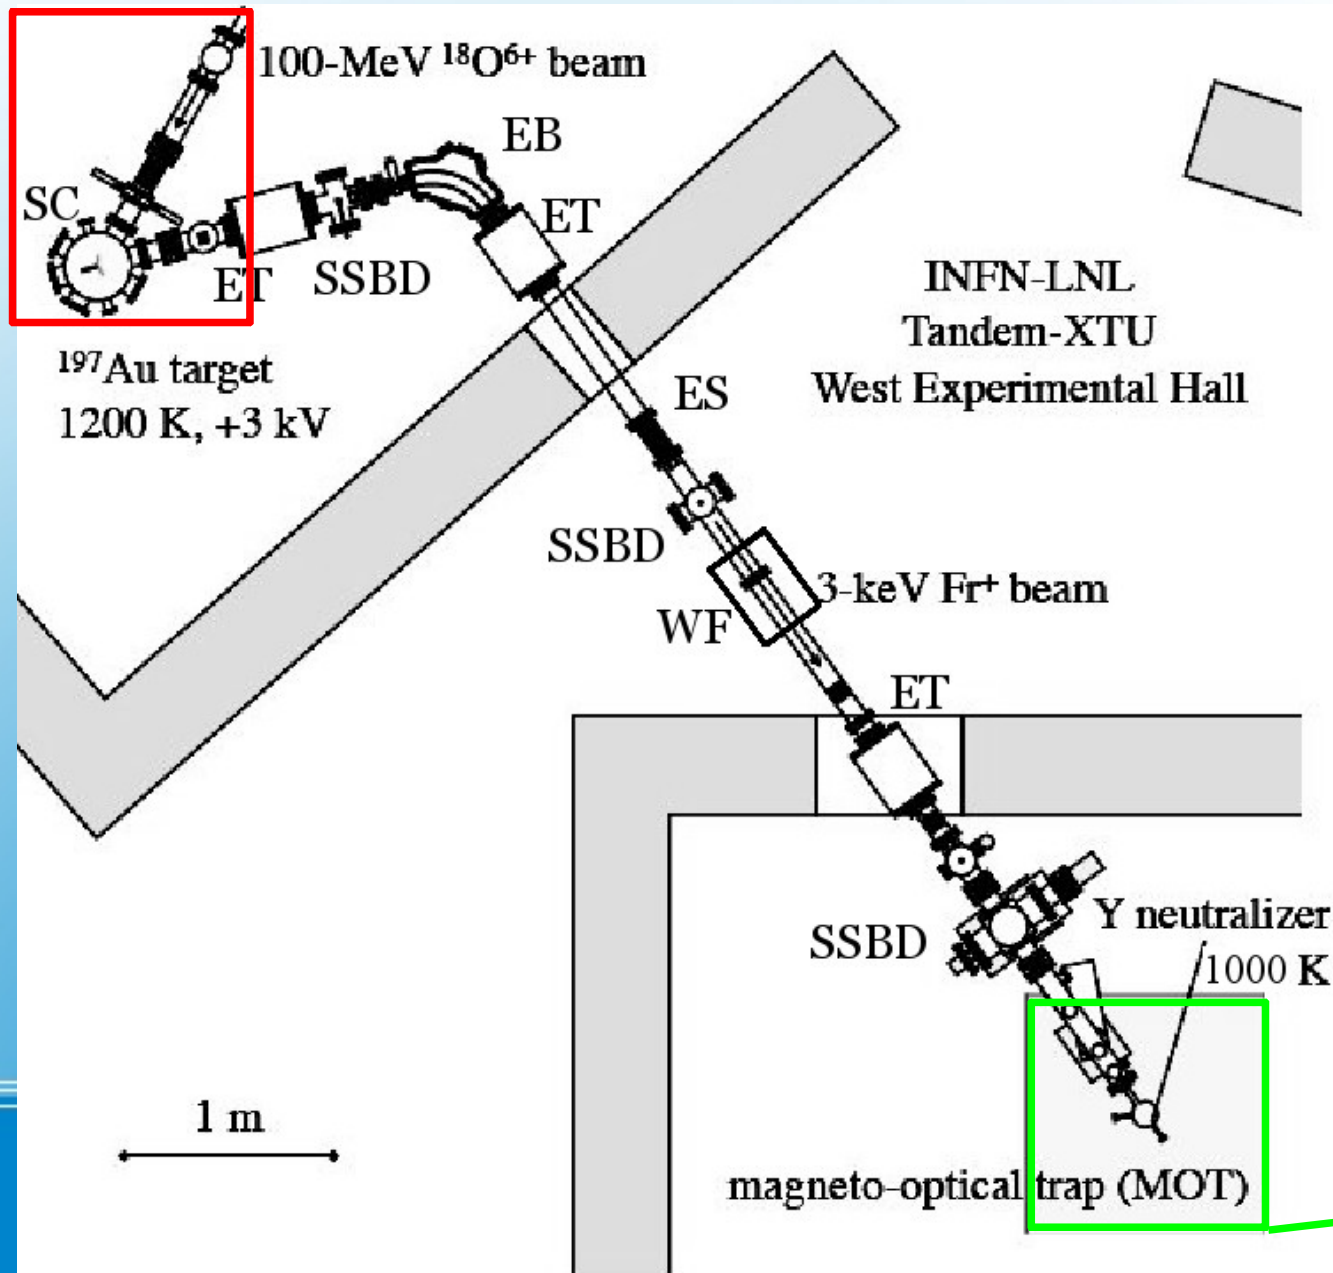 100-MeV ¹⁸O⁶⁺ beam
EB
SC
ET
ET
SSBD
INFN-LNL
Tandem-XTU
West Experimental Hall
¹⁹⁷Au target
1200 K, +3 kV
ES
SSBD
3-keV Fr⁺ beam
WF
ET
Y neutralizer
1000 K
SSBD
1 m
magneto-optical trap (MOT)